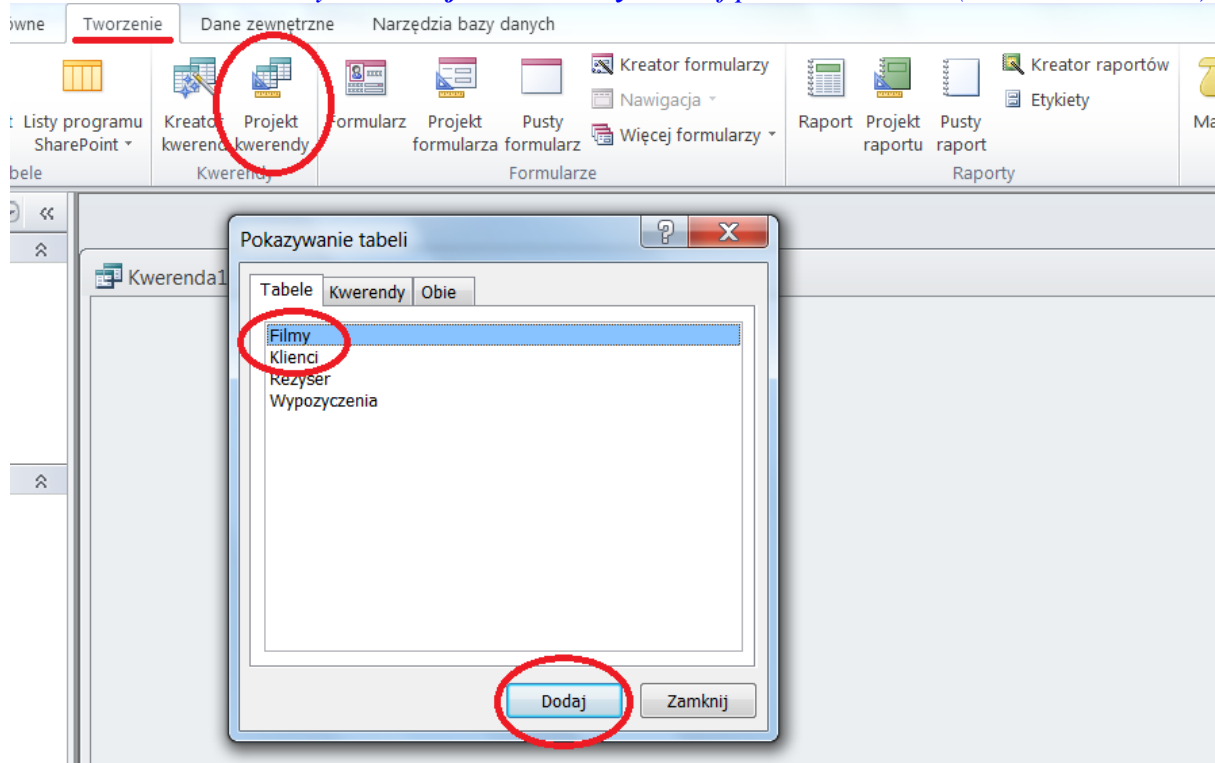 ówne Tworzenie Dane zewnętrzne Narzędzia bazy danych
Listy programu
SharePoint
Kreator
kwerend
Projekt
kwerendy
Formularz
Projekt
formularza
Pusty
formularz
Kreator formularzy
Nawigacja
Więcej formularzy
Raport
Projekt
raportu
Pusty
raport
Kreator raportów
Etykiety
Ma
bele
Kwerendy
Formularze
Raporty
Kwerenda1
Pokazywanie tabeli
Tabele Kwerendy Obie
Filmy
Klienci
Reżyser
Wypozyczenia
Dodaj Zamknij